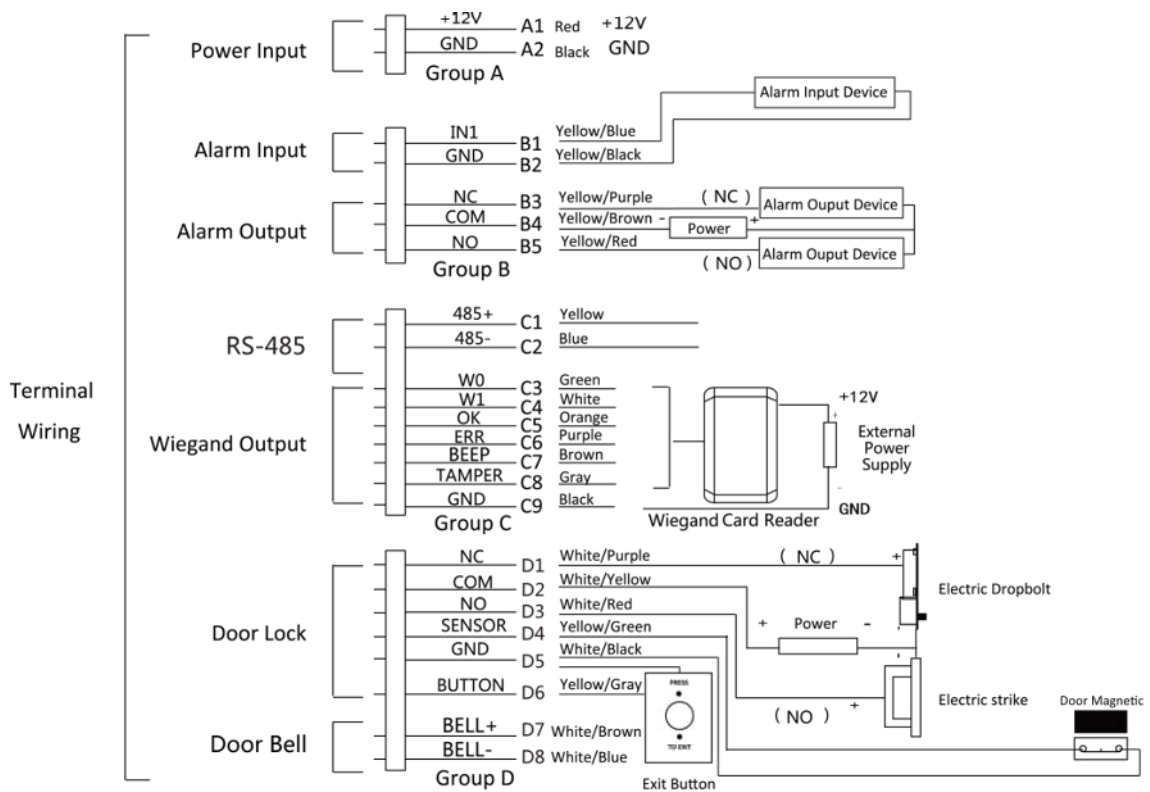 Terminal
Wiring
Power Input
+12V A1 Red +12V
GND A2 Black GND
Group A
Alarm Input
IN1 B1 Yellow/Blue
GND B2 Yellow/Black
Alarm Input Device
Alarm Output
NC B3 Yellow/Purple ( NC ) Alarm Ouput Device
COM B4 Yellow/Brown - Power +
NO B5 Yellow/Red ( NO ) Alarm Ouput Device
Group B
RS-485
485+ C1 Yellow
485- C2 Blue
Wiegand Output
W0 C3 Green
W1 C4 White
OK C5 Orange
ERR C6 Purple
BEEP C7 Brown
TAMPER C8 Gray
GND C9 Black
Group C
Wiegand Card Reader
+12V
+
External
Power
Supply
-
GND
Door Lock
NC D1 White/Purple ( NC ) +
COM D2 White/Yellow
NO D3 White/Red
SENSOR D4 Yellow/Green
GND D5 White/Black
BUTTON D6 Yellow/Gray
Electric Dropbolt
-
+ Power -
-
Electric strike
( NO ) +
Door Magnetic
PRESS
TO EXIT
Exit Button
Door Bell
BELL+ D7 White/Brown
BELL- D8 White/Blue
Group D